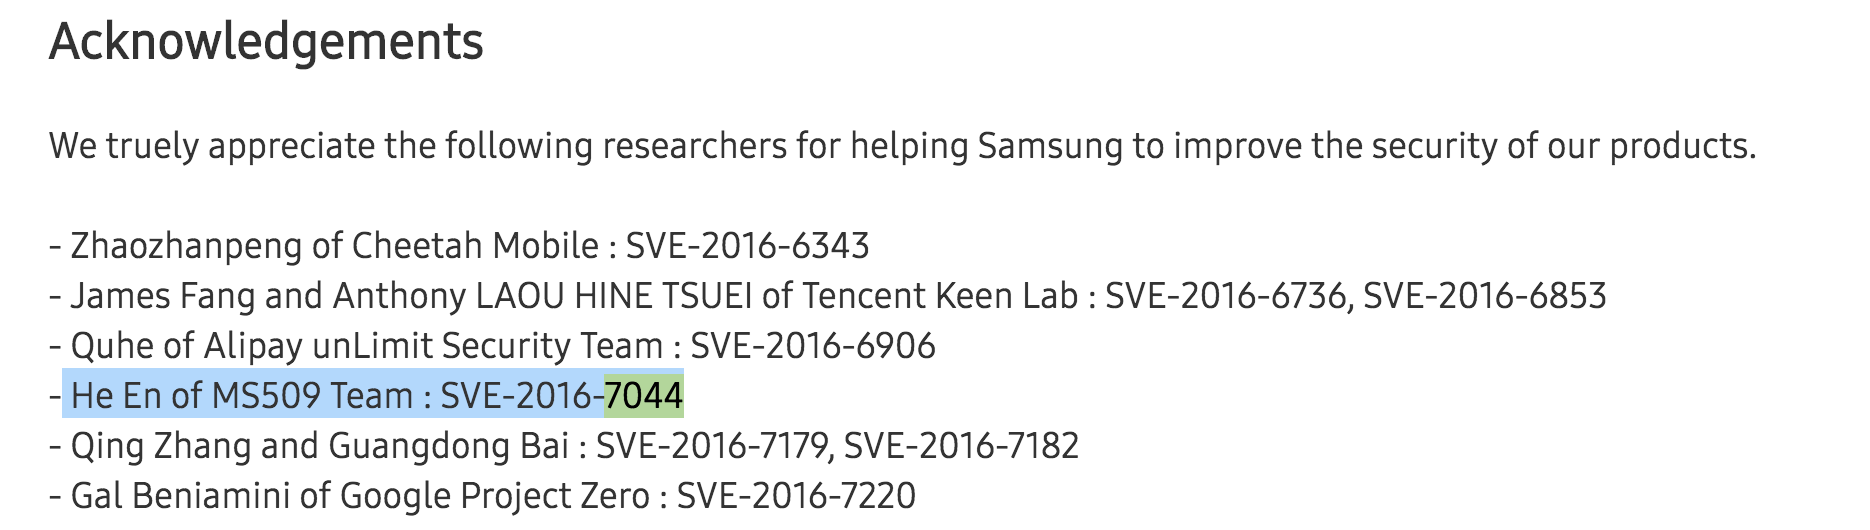 Acknowledgements
We truely appreciate the following researchers for helping Samsung to improve the security of our products.
- Zhaozhanpeng of Cheetah Mobile : SVE-2016-6343
- James Fang and Anthony LAOU HINE TSUEI of Tencent Keen Lab : SVE-2016-6736, SVE-2016-6853
- Quhe of Alipay unLimit Security Team : SVE-2016-6906
- He En of MS509 Team : SVE-2016-7044
- Qing Zhang and Guangdong Bai : SVE-2016-7179, SVE-2016-7182
- Gal Beniamini of Google Project Zero : SVE-2016-7220